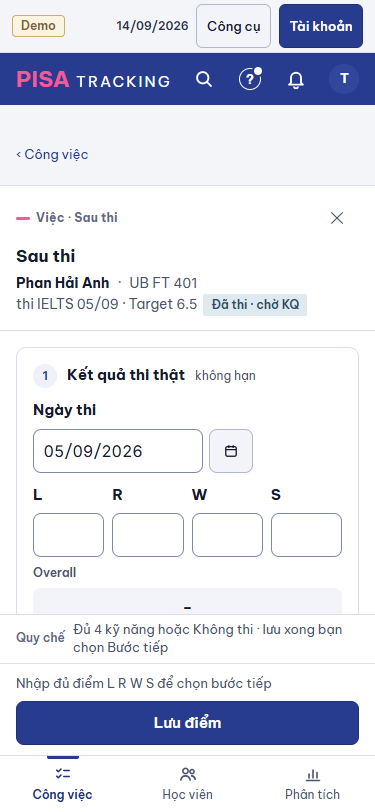 Demo
14/09/2026
Công cụ
Tài khoản
PISA TRACKING
?
T
‹ Công việc
Việc · Sau thi
Sau thi
Phan Hải Anh · UB FT 401
thi IELTS 05/09 · Target 6.5 Đã thi · chờ KQ
1 Kết quả thi thật không hạn
Ngày thi
05/09/2026
L R W S
Overall
–
Quy chế Đủ 4 kỹ năng hoặc Không thi · lưu xong bạn
chọn Bước tiếp
Nhập đủ điểm L R W S để chọn bước tiếp
Lưu điểm
Công việc Học viên Phân tích